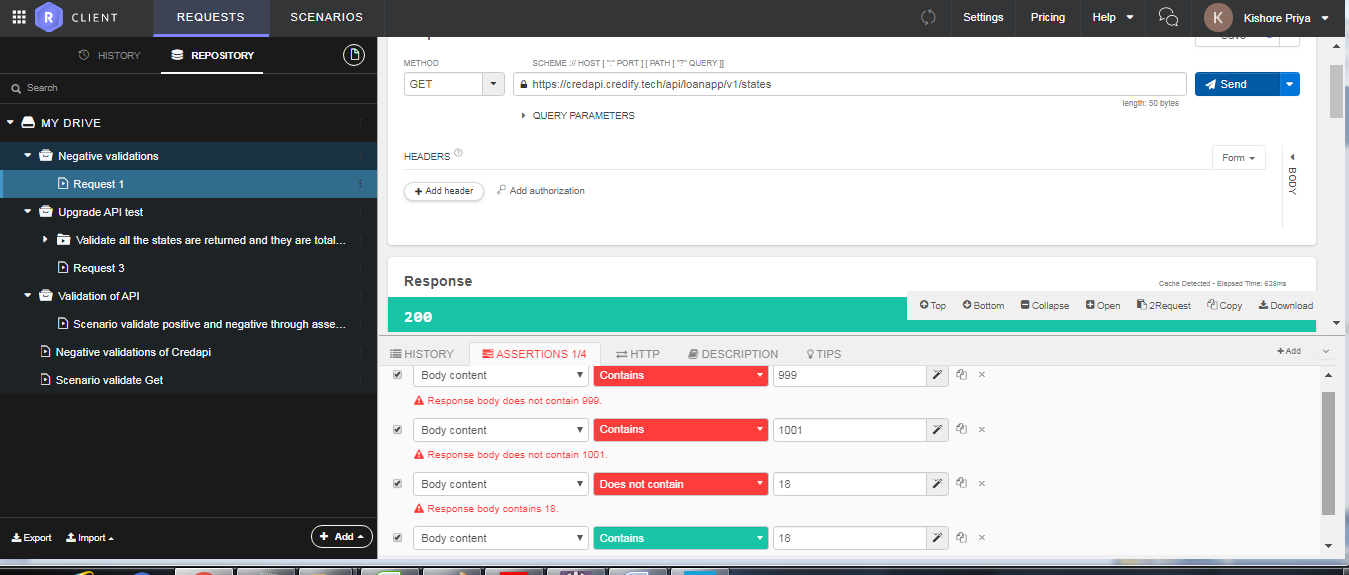 R CLIENT REQUESTS SCENARIOS Settings Pricing Help K Kishore Priya
HISTORY REPOSITORY
Search
MY DRIVE
Negative validations
Request 1
Upgrade API test
Validate all the states are returned and they are total...
Request 3
Validation of API
Scenario validate positive and negative through asse...
Negative validations of Credapi
Scenario validate Get
Export Import Add
Save
METHOD SCHEME :// HOST [ ":" PORT ] [ PATH [ "?" QUERY ]]
GET https://credapi.credify.tech/api/loanapp/v1/states Send
length: 50 bytes
QUERY PARAMETERS
HEADERS Form
BODY
Add header Add authorization
Response Cache Detected - Elapsed Time: 628ms
200 Top Bottom Collapse Open 2Request Copy Download
HISTORY ASSERTIONS 1/4 HTTP DESCRIPTION TIPS Add
Body content Contains 999
Response body does not contain 999.
Body content Contains 1001
Response body does not contain 1001.
Body content Does not contain 18
Response body contains 18.
Body content Contains 18